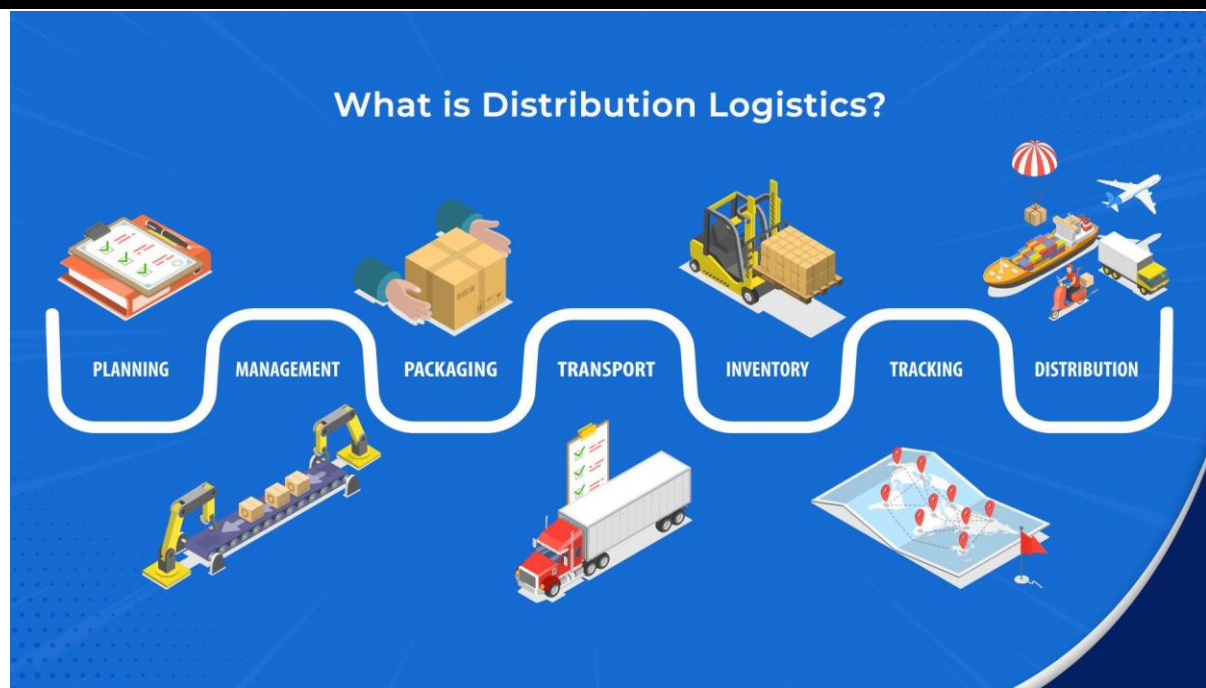 What is Distribution Logistics?
PLANNING
MANAGEMENT
PACKAGING
TRANSPORT
INVENTORY
TRACKING
DISTRIBUTION